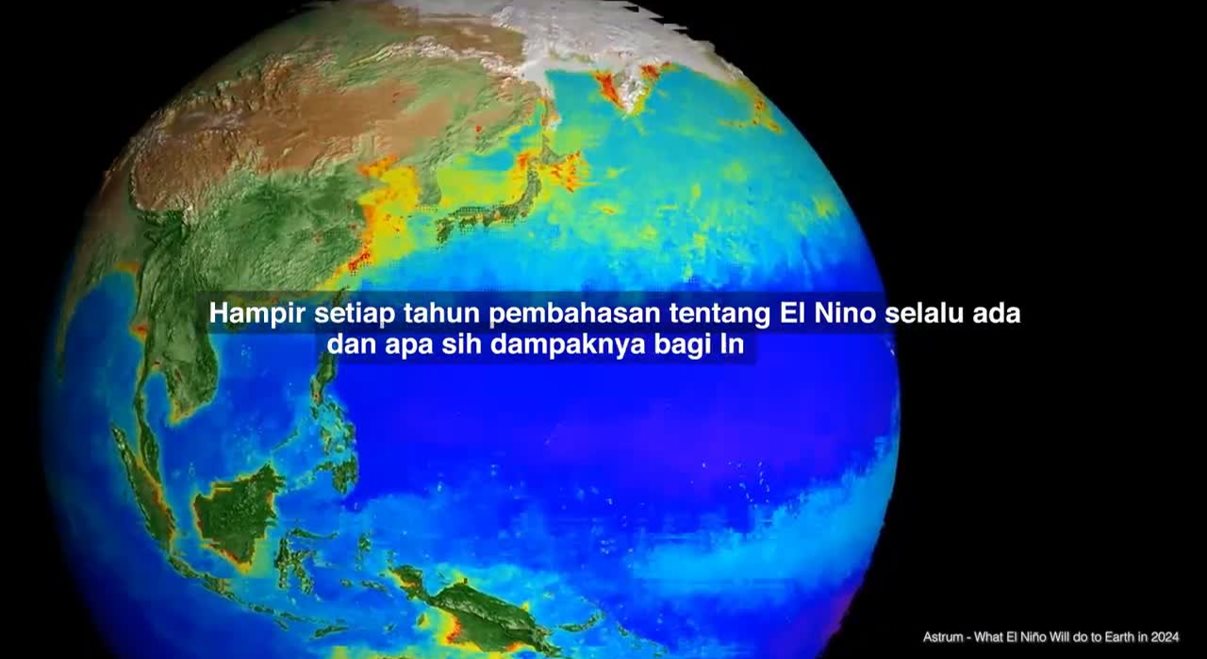 Hampir setiap tahun pembahasan tentang El Nino selalu ada
dan apa sih dampaknya bagi In
Astrum - What El Niño Will do to Earth in 2024